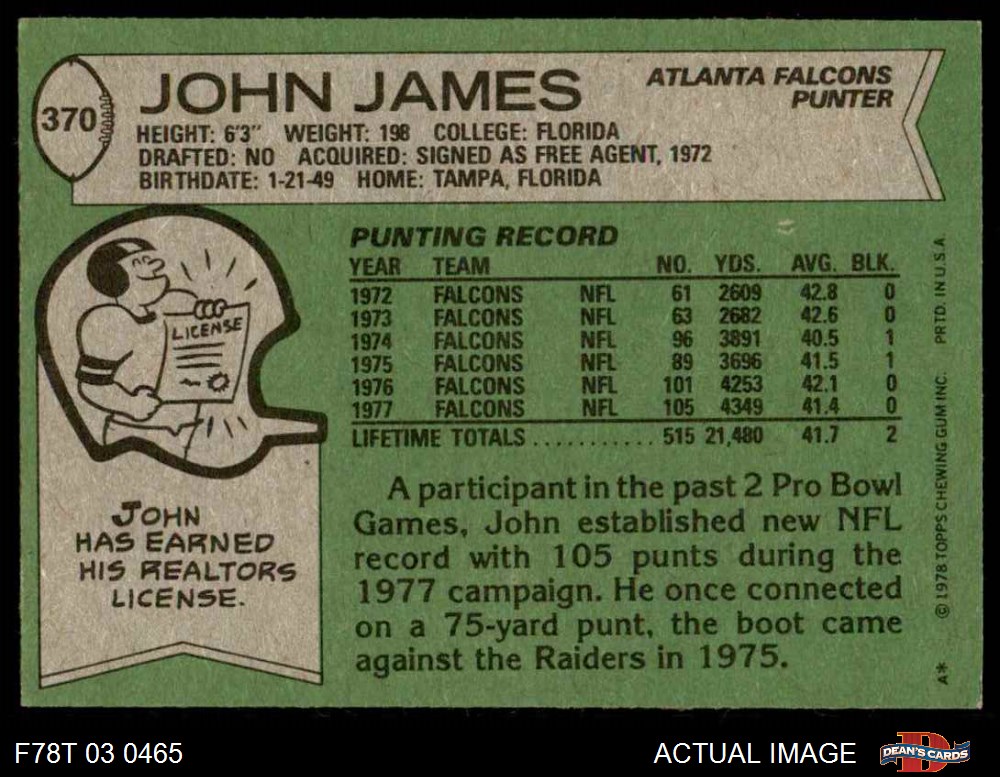 370
JOHN JAMES
ATLANTA FALCONS
PUNTER
HEIGHT: 6'3" WEIGHT: 198 COLLEGE: FLORIDA
DRAFTED: NO ACQUIRED: SIGNED AS FREE AGENT, 1972
BIRTHDATE: 1-21-49 HOME: TAMPA, FLORIDA
PUNTING RECORD
YEAR TEAM NO. YDS. AVG. BLK.
1972 FALCONS NFL 61 2609 42.8 0
1973 FALCONS NFL 63 2682 42.6 0
1974 FALCONS NFL 96 3891 40.5 1
1975 FALCONS NFL 89 3696 41.5 1
1976 FALCONS NFL 101 4253 42.1 0
1977 FALCONS NFL 105 4349 41.4 0
LIFETIME TOTALS ........... 515 21,480 41.7 2
A participant in the past 2 Pro Bowl
Games, John established new NFL
record with 105 punts during the
1977 campaign. He once connected
on a 75-yard punt, the boot came
against the Raiders in 1975.
LICENSE
JOHN
HAS EARNED
HIS REALTORS
LICENSE.
A* © 1978 TOPPS CHEWING GUM INC. PRTD. IN U.S.A.
F78T 03 0465
ACTUAL IMAGE
DEAN'S CARDS